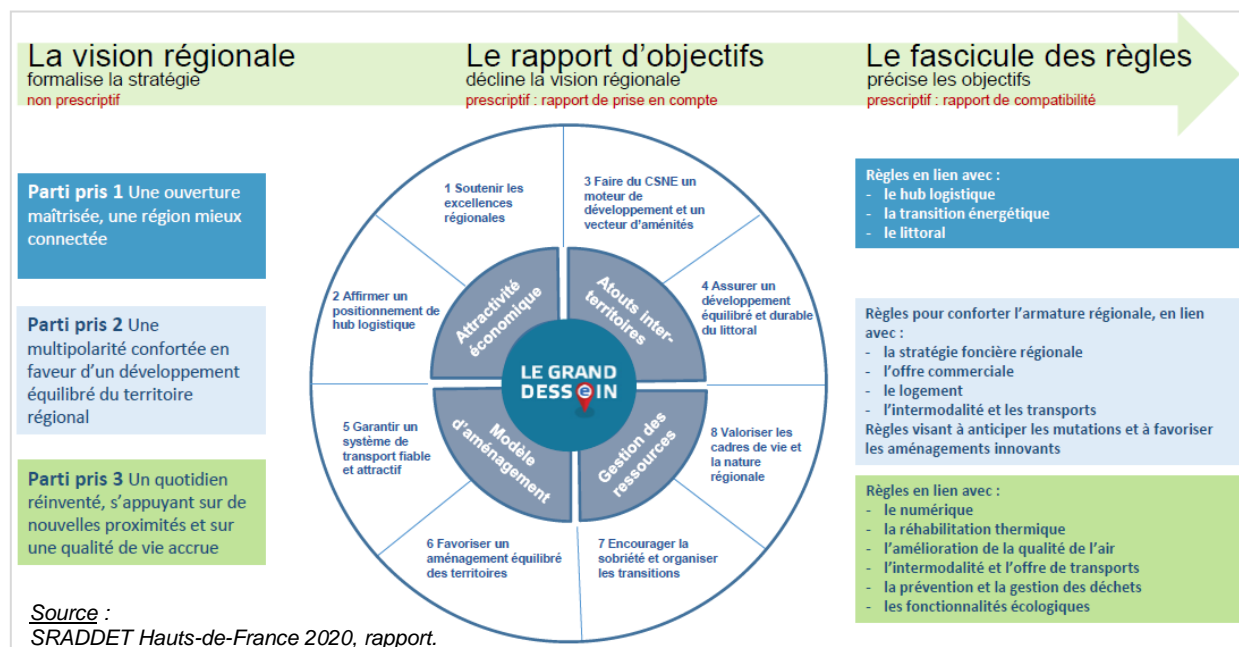 La vision régionale
formalise la stratégie
non prescriptif
Le rapport d'objectifs
décline la vision régionale
prescriptif : rapport de prise en compte
Le fascicule des règles
précise les objectifs
prescriptif : rapport de compatibilité
Parti pris 1 Une ouverture
maîtrisée, une région mieux
connectée
Parti pris 2 Une
multipolarité confortée en
faveur d'un développement
équilibré du territoire
régional
Parti pris 3 Un quotidien
réinventé, s'appuyant sur de
nouvelles proximités et sur
une qualité de vie accrue
1 Soutenir les
excellences
régionales
3 Faire du CSNE un
moteur de
développement et un
vecteur d'aménités
2 Affirmer un
positionnement de
hub logistique
4 Assurer un
développement
équilibré et durable
du littoral
Attractivité
économique
Atouts inter-
territoires
LE GRAND
DESSEIN
Modèle
d'aménagement
Gestion des
ressources
5 Garantir un
système de
transport fiable
et attractif
8 Valoriser les
cadres de vie et
la nature
régionale
6 Favoriser un
aménagement équilibré
des territoires
7 Encourager la
sobriété et organiser
les transitions
Règles en lien avec :
- le hub logistique
- la transition énergétique
- le littoral
Règles pour conforter l'armature régionale, en lien
avec :
- la stratégie foncière régionale
- l'offre commerciale
- le logement
- l'intermodalité et les transports
Règles visant à anticiper les mutations et à favoriser
les aménagements innovants
Règles en lien avec :
- le numérique
- la réhabilitation thermique
- l'amélioration de la qualité de l'air
- l'intermodalité et l'offre de transports
- la prévention et la gestion des déchets
- les fonctionnalités écologiques
Source :
SRADDET Hauts-de-France 2020, rapport.